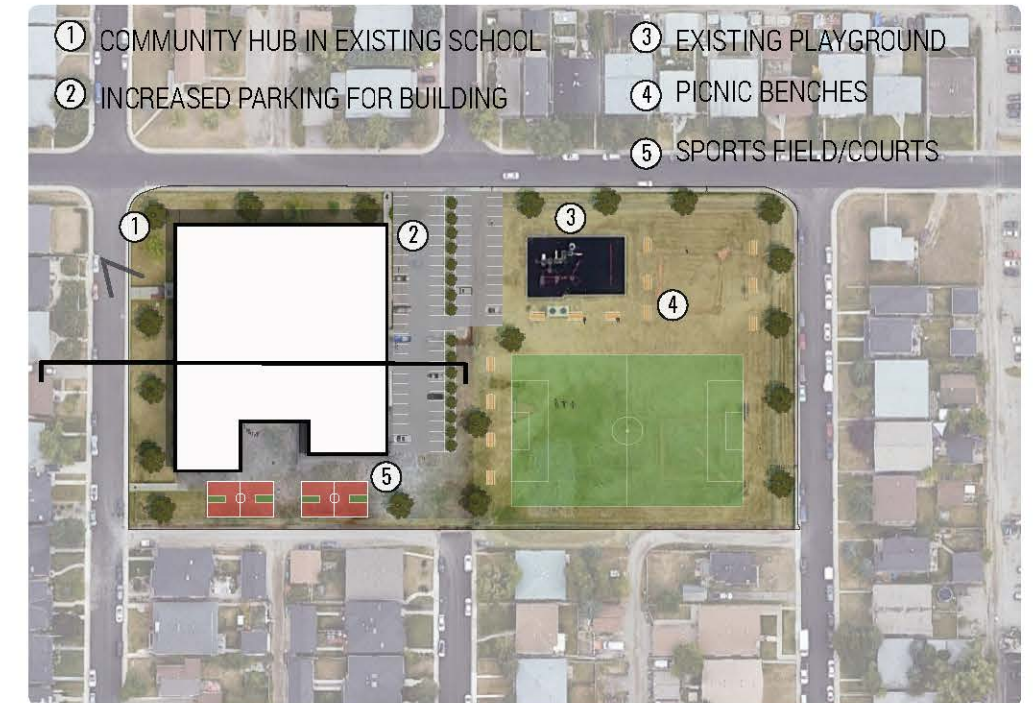 ① COMMUNITY HUB IN EXISTING SCHOOL
② INCREASED PARKING FOR BUILDING
③ EXISTING PLAYGROUND
④ PICNIC BENCHES
⑤ SPORTS FIELD/COURTS
①
②
③
④
⑤